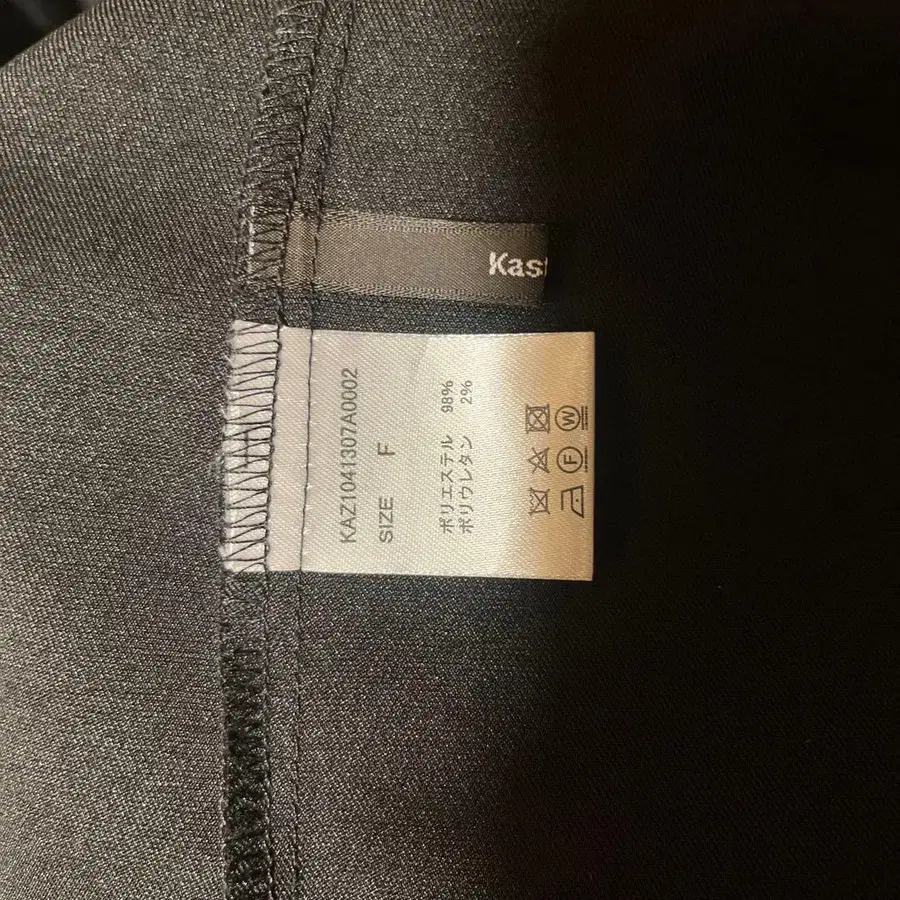 Kast
KAZ1041307A0002
SIZE F
ポリエステル 98%
ポリウレタン 2%
F W